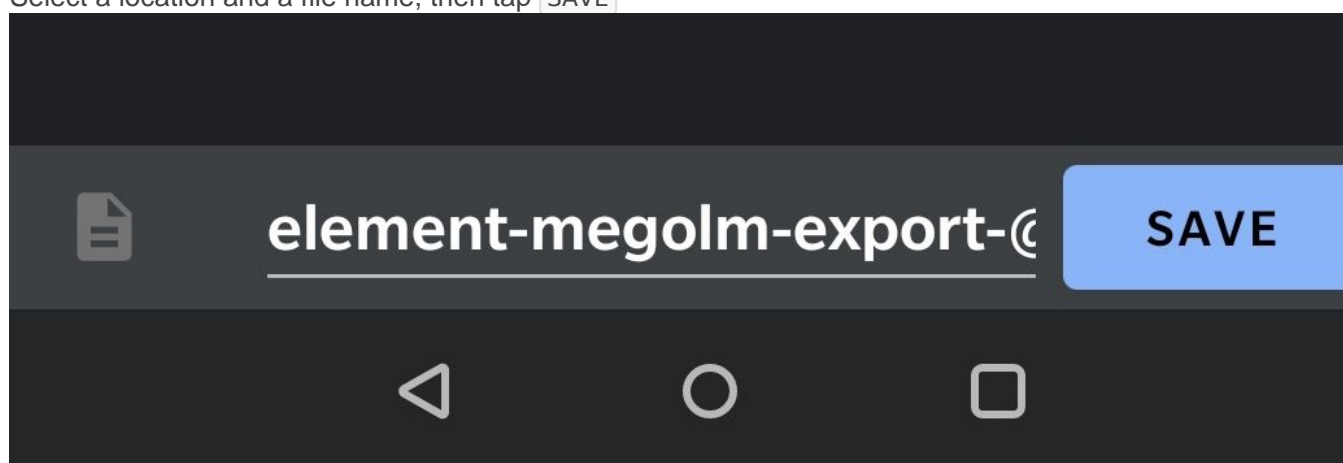 Select a location and a file name, then tap SAVE
element-megolm-export-@
SAVE